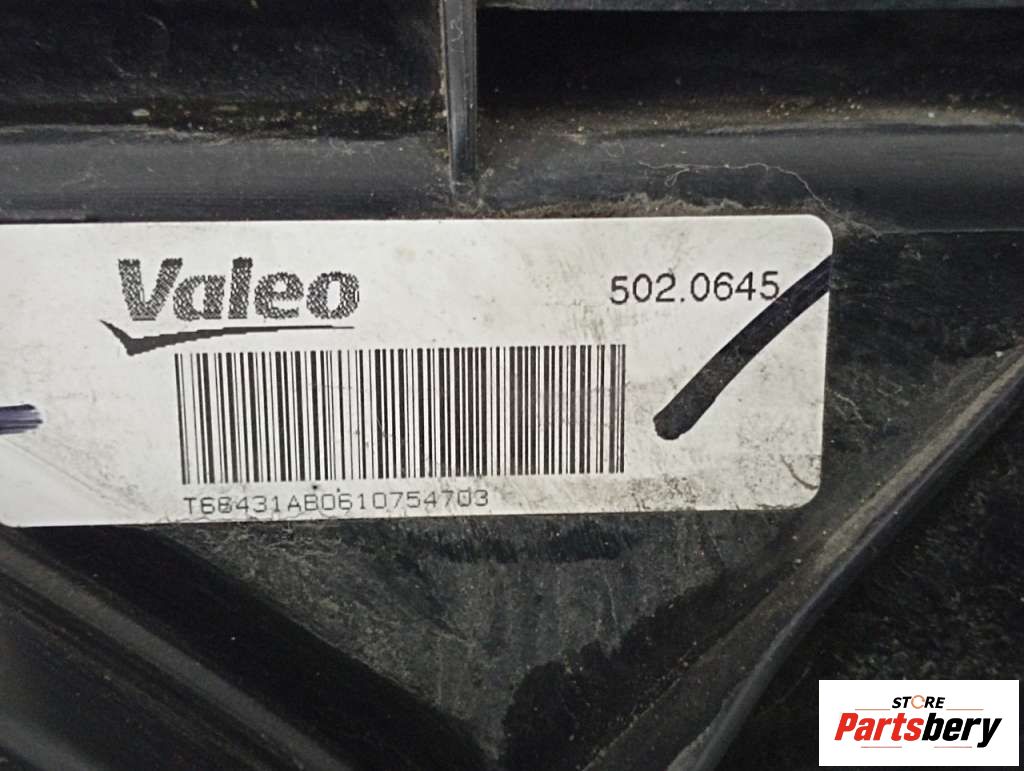 Valeo
502.0645
T68431AB0610754703
STORE
Partsbery